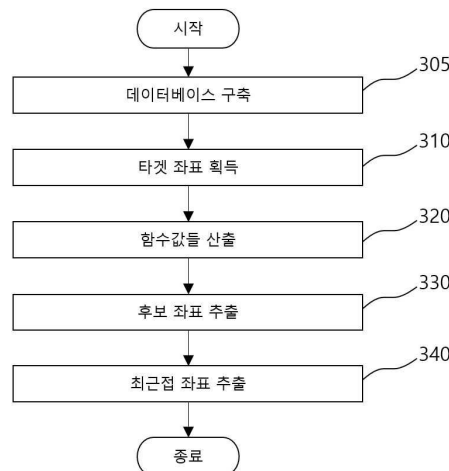 시작
데이터베이스 구축
305
타겟 좌표 획득
310
함수값들 산출
320
후보 좌표 추출
330
최근접 좌표 추출
340
종료